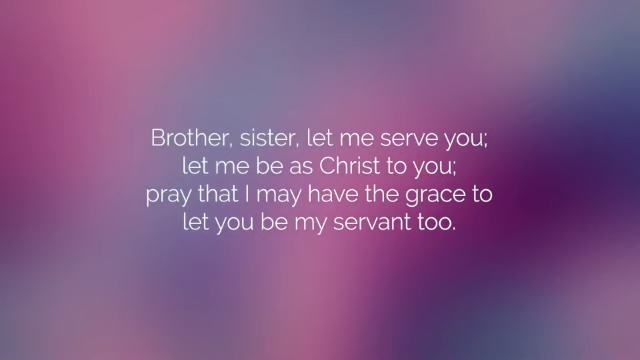 Brother, sister, let me serve you;
let me be as Christ to you;
pray that I may have the grace to
let you be my servant too.